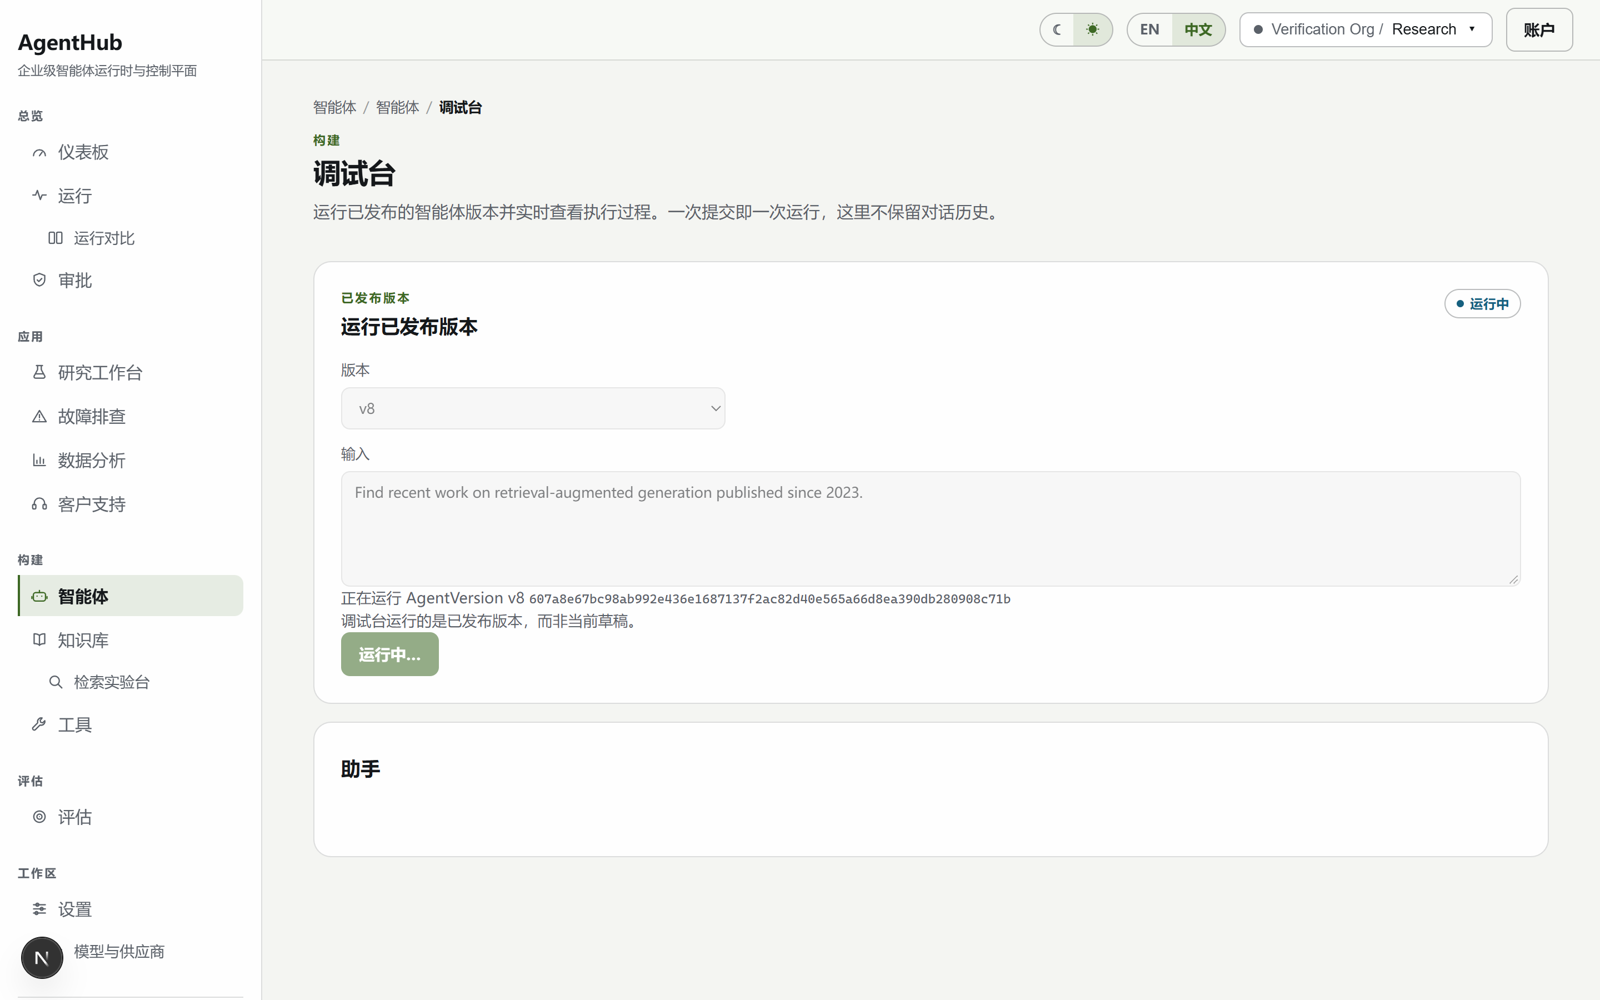 AgentHub
企业级智能体运行时与控制平面
总览
仪表板
运行
运行对比
审批
应用
研究工作台
故障排查
数据分析
客户支持
构建
智能体
知识库
检索实验台
工具
评估
评估
工作区
设置
模型与供应商
N
EN 中文
Verification Org / Research
账户
智能体 / 智能体 / 调试台
构建
调试台
运行已发布的智能体版本并实时查看执行过程。一次提交即一次运行，这里不保留对话历史。
已发布版本
运行已发布版本
运行中
版本
v8
输入
Find recent work on retrieval-augmented generation published since 2023.
正在运行 AgentVersion v8 607a8e67bc98ab992e436e1687137f2ac82d40e565a66d8ea390db280908c71b
调试台运行的是已发布版本，而非当前草稿。
运行中...
助手